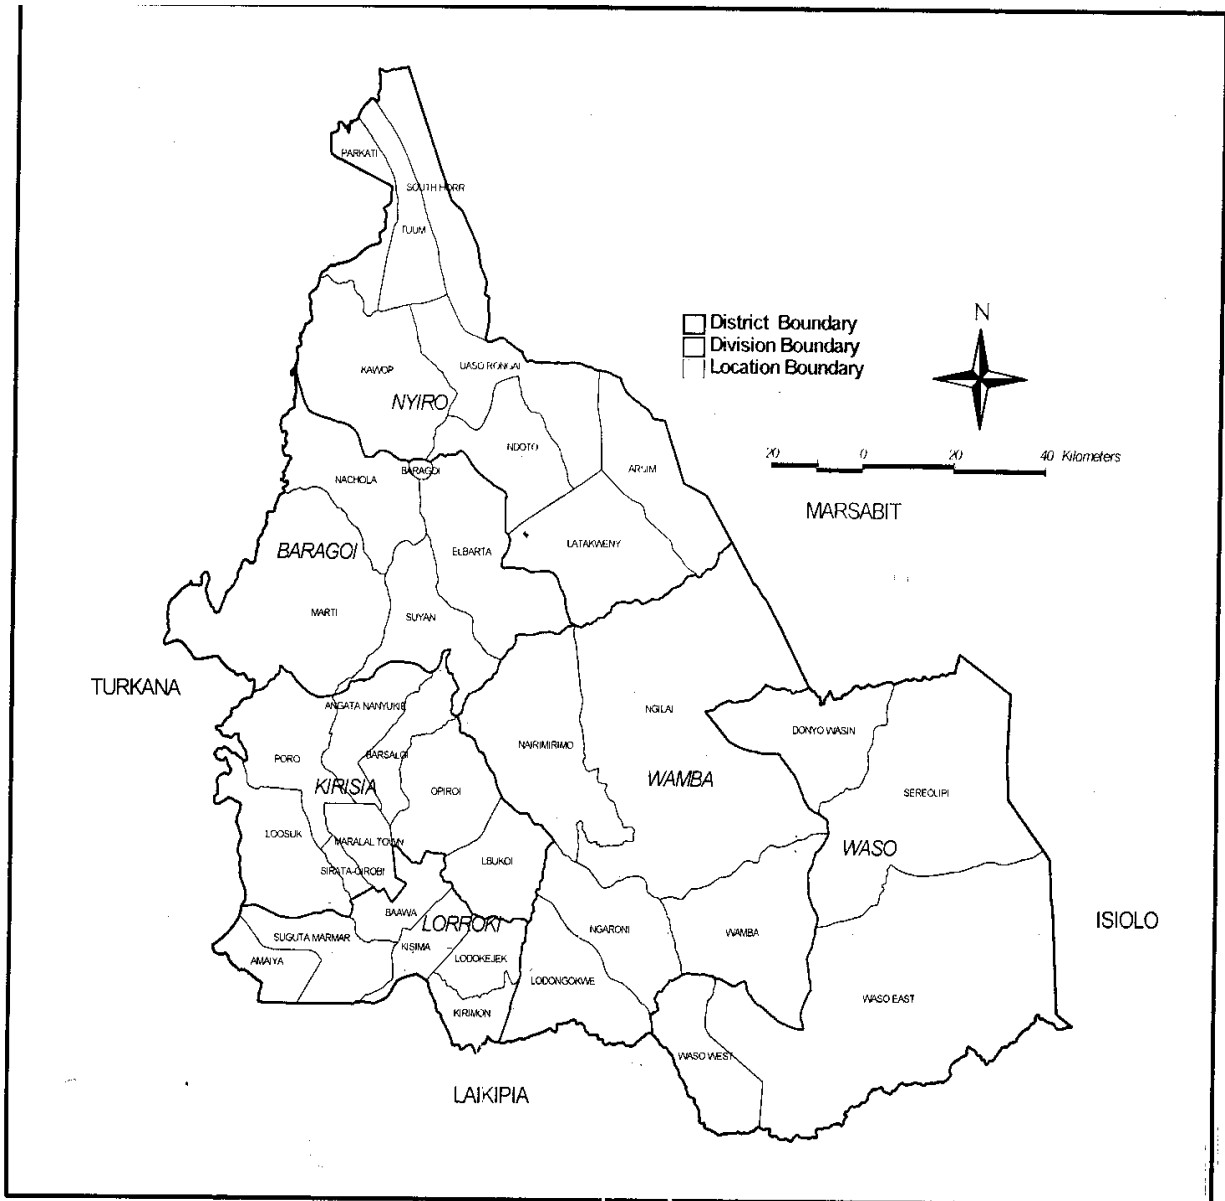 PARKATI
SOUTH HORR
TUUM
N
District Boundary
Division Boundary
Location Boundary
KAWOP
UASO RONGAI
NYIRO
NDOTO
BARAGOI
ARSIM
20 0 20 40 Kilometers
NACHOLA
MARSABIT
BARAGOI
ELBARTA
LATAKWENY
MARTI
SUYAN
TURKANA
ANGATA NANYUKIE
NGILAI
DONYO WASIN
NAIRIMIRIMO
PORO
BARSALOI
KIRISIA
OPIROI
WAMBA
SEREOLIPI
LOOSUK
MARALAL TOWN
WASO
LBUKOI
SIRATA-OIROBI
BAAWA
LORROKI
ISIOLO
SUGUTA MARMAR
KISIMA
NGARONI
WAMBA
AMAIYA
LODOKEJEK
LODONGOKWE
WASO EAST
KIRIMON
WASO WEST
LAIKIPIA